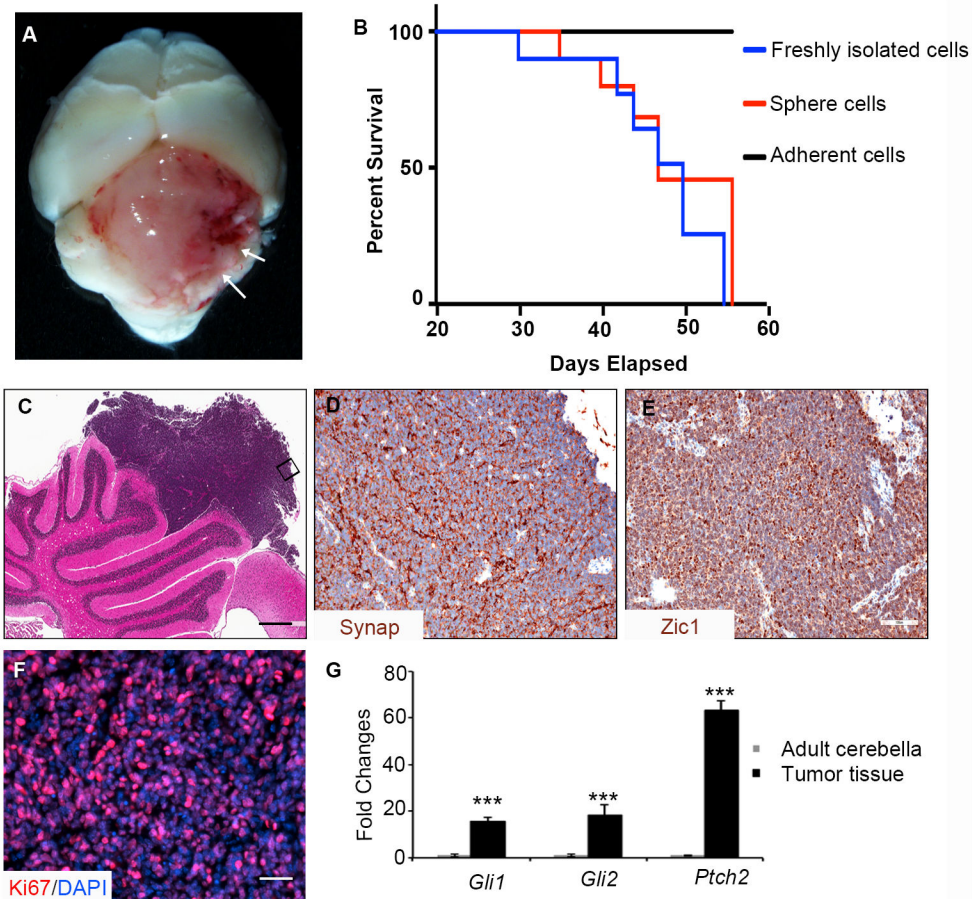 A
B
100
50
0
20 30 40 50 60
Percent Survival
Days Elapsed
Freshly isolated cells
Sphere cells
Adherent cells
C
D
Synap
E
Zic1
F
Ki67/DAPI
G
80
60
40
20
0
Fold Changes
***
***
***
Gli1 Gli2 Ptch2
Adult cerebella
Tumor tissue